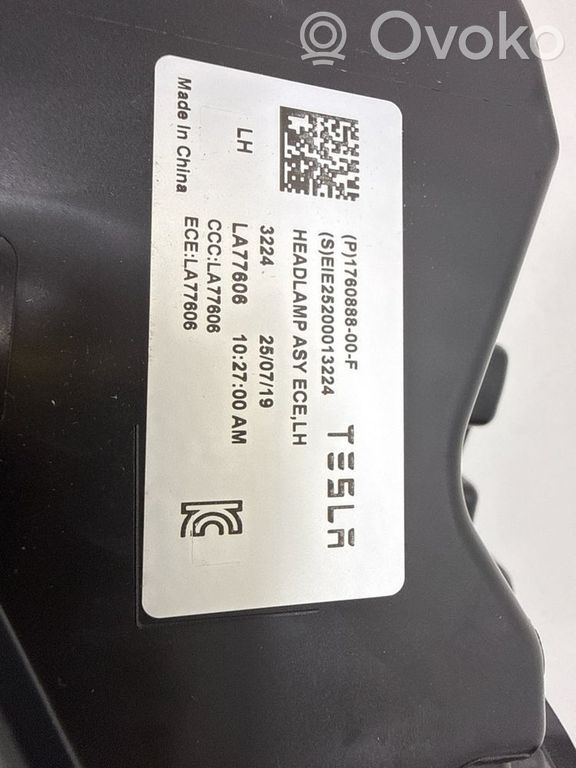 Ovoko
(P)1760888-00-F
(S)EIE25200013224
HEADLAMP ASY ECE,LH
TESLA
3224 25/07/19
LH LA77606 10:27:00 AM
CCC:LA77606
Made In China ECE:LA77606